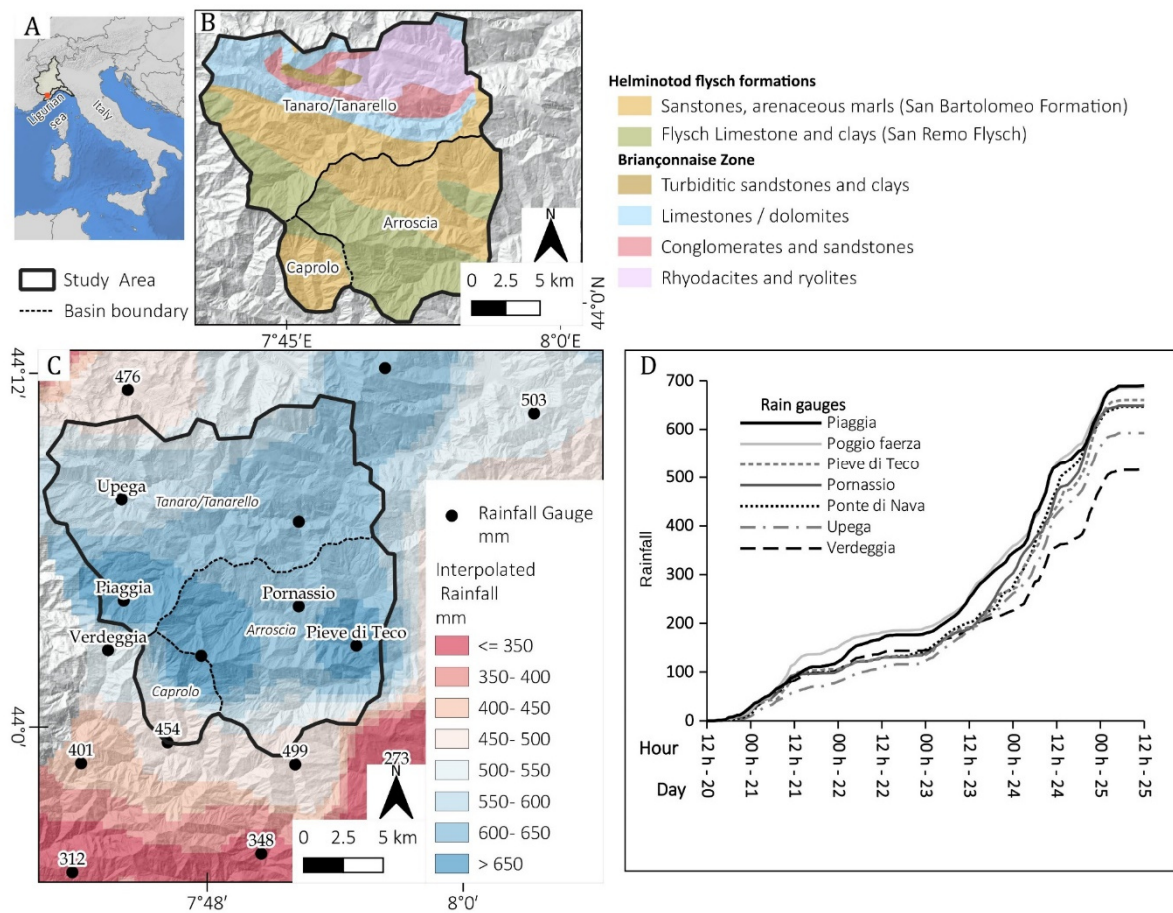 A
Ligurian
sea
Italy
Study Area
Basin boundary
B
Tanaro/Tanarello
Arroscia
Caprolo
N
0 2.5 5 km
7°45′E
8°0′E
44°0′N
Helminotod flysch formations
Sanstones, arenaceous marls (San Bartolomeo Formation)
Flysch Limestone and clays (San Remo Flysch)
Briançonnaise Zone
Turbiditic sandstones and clays
Limestones / dolomites
Conglomerates and sandstones
Rhyodacites and ryolites
C
44°12′
44°0′
476
503
Upega
Tanaro/Tanarello
Piaggia
Pornassio
Verdeggia
Arroscia
Pieve di Teco
Caprolo
454
401
499
273
348
312
N
0 2.5 5 km
7°48′
8°0′
Rainfall Gauge
mm
Interpolated
Rainfall
mm
<= 350
350- 400
400- 450
450- 500
500- 550
550- 600
600- 650
> 650
D
Rainfall
700
600
500
400
300
200
100
0
Rain gauges
Piaggia
Poggio faerza
Pieve di Teco
Pornassio
Ponte di Nava
Upega
Verdeggia
Hour
Day
12 h - 20
00 h - 21
12 h - 21
00 h - 22
12 h - 22
00 h - 23
12 h - 23
00 h - 24
12 h - 24
00 h - 25
12 h - 25